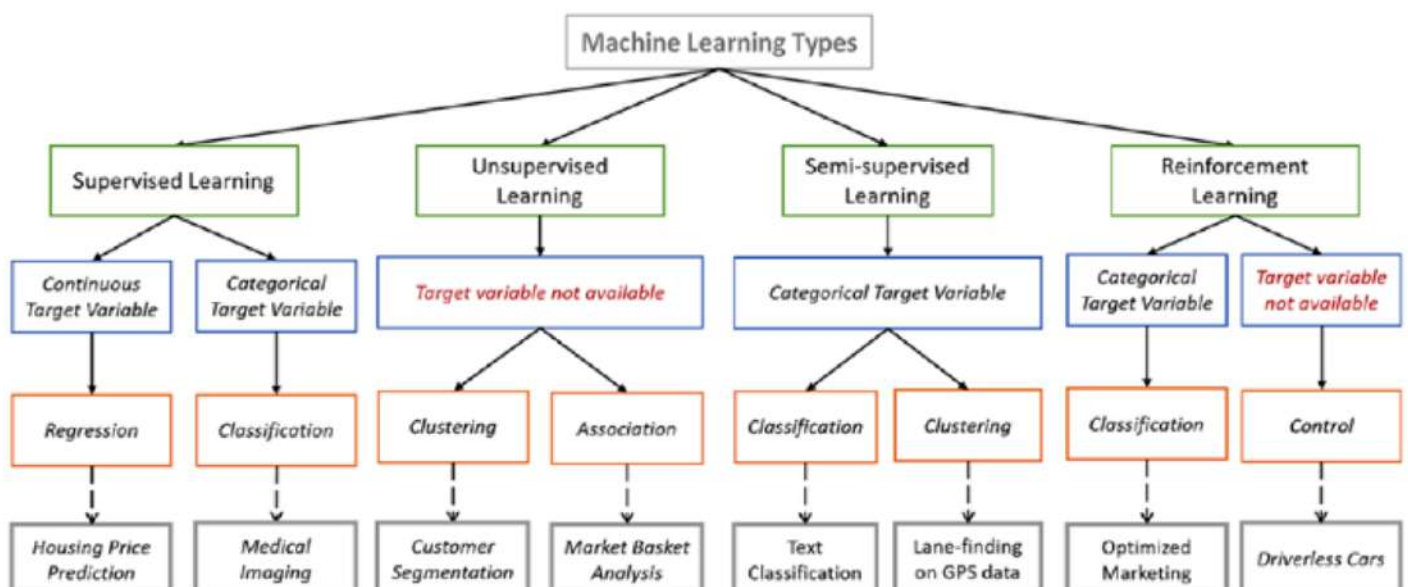 Machine Learning Types
Supervised Learning
Unsupervised
Learning
Semi-supervised
Learning
Reinforcement
Learning
Continuous
Target Variable
Categorical
Target Variable
Target variable not available
Categorical Target Variable
Categorical
Target Variable
Target variable
not available
Regression
Classification
Clustering
Association
Classification
Clustering
Classification
Control
Housing Price
Prediction
Medical
Imaging
Customer
Segmentation
Market Basket
Analysis
Text
Classification
Lane-finding
on GPS data
Optimized
Marketing
Driverless Cars